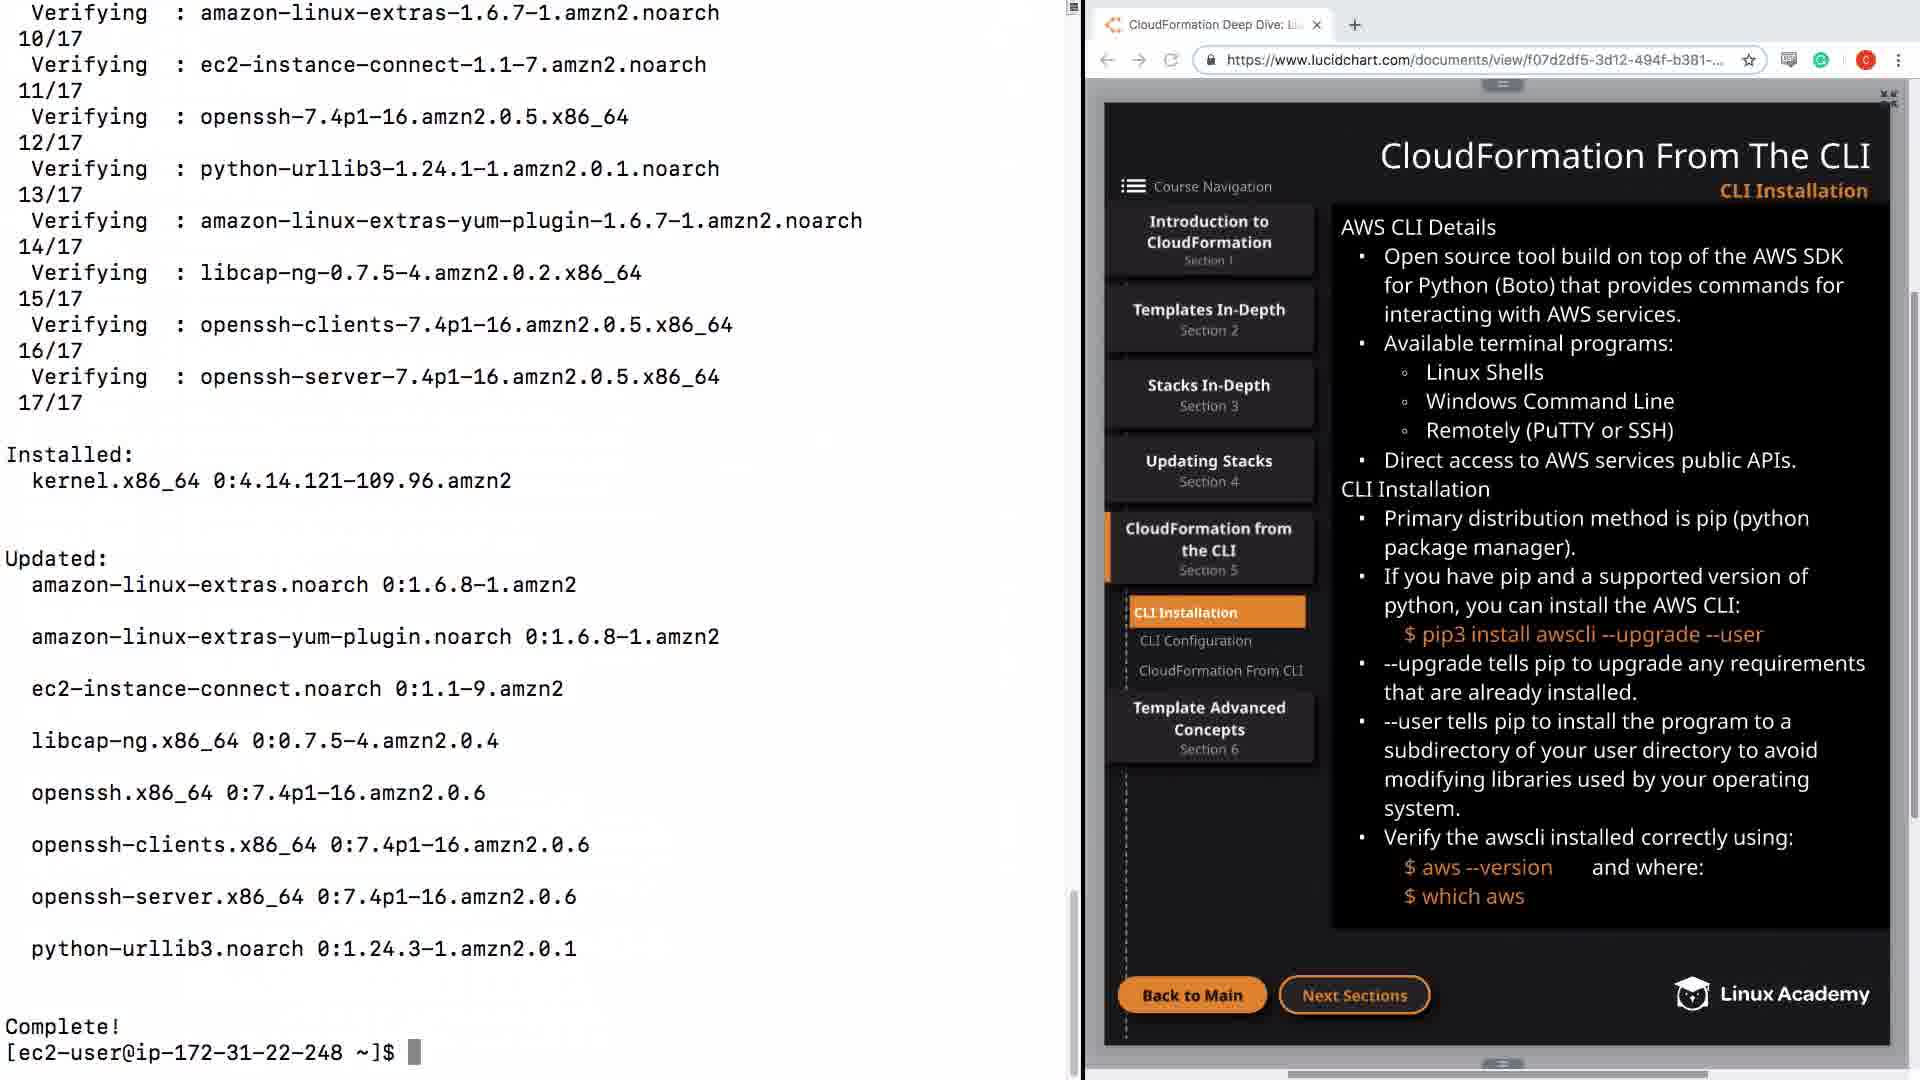 Verifying  : amazon-linux-extras-1.6.7-1.amzn2.noarch
10/17
Verifying  : ec2-instance-connect-1.1-7.amzn2.noarch
11/17
Verifying  : openssh-7.4p1-16.amzn2.0.5.x86_64
12/17
Verifying  : python-urllib3-1.24.1-1.amzn2.0.1.noarch
13/17
Verifying  : amazon-linux-extras-yum-plugin-1.6.7-1.amzn2.noarch
14/17
Verifying  : libcap-ng-0.7.5-4.amzn2.0.2.x86_64
15/17
Verifying  : openssh-clients-7.4p1-16.amzn2.0.5.x86_64
16/17
Verifying  : openssh-server-7.4p1-16.amzn2.0.5.x86_64
17/17
Installed:
kernel.x86_64 0:4.14.121-109.96.amzn2
Updated:
amazon-linux-extras.noarch 0:1.6.8-1.amzn2
amazon-linux-extras-yum-plugin.noarch 0:1.6.8-1.amzn2
ec2-instance-connect.noarch 0:1.1-9.amzn2
libcap-ng.x86_64 0:0.7.5-4.amzn2.0.4
openssh.x86_64 0:7.4p1-16.amzn2.0.6
openssh-clients.x86_64 0:7.4p1-16.amzn2.0.6
openssh-server.x86_64 0:7.4p1-16.amzn2.0.6
python-urllib3.noarch 0:1.24.3-1.amzn2.0.1
Complete!
[ec2-user@ip-172-31-22-248 ~]$
CloudFormation Deep Dive:
https://www.lucidchart.com/documents/view/f07d2df5-3d12-494f-b381-...
C
CloudFormation From The CLI
CLI Installation
Course Navigation
Introduction to
CloudFormation
Section 1
Templates In-Depth
Section 2
Stacks In-Depth
Section 3
Updating Stacks
Section 4
CloudFormation from
the CLI
Section 5
CLI Installation
CLI Configuration
CloudFormation From CLI
Template Advanced
Concepts
Section 6
AWS CLI Details
• Open source tool build on top of the AWS SDK
for Python (Boto) that provides commands for
interacting with AWS services.
• Available terminal programs:
◦ Linux Shells
◦ Windows Command Line
◦ Remotely (PuTTY or SSH)
• Direct access to AWS services public APIs.
CLI Installation
• Primary distribution method is pip (python
package manager).
• If you have pip and a supported version of
python, you can install the AWS CLI:
$ pip3 install awscli --upgrade --user
• --upgrade tells pip to upgrade any requirements
that are already installed.
• --user tells pip to install the program to a
subdirectory of your user directory to avoid
modifying libraries used by your operating
system.
• Verify the awscli installed correctly using:
$ aws --version and where:
$ which aws
Back to Main
Next Sections
Linux Academy